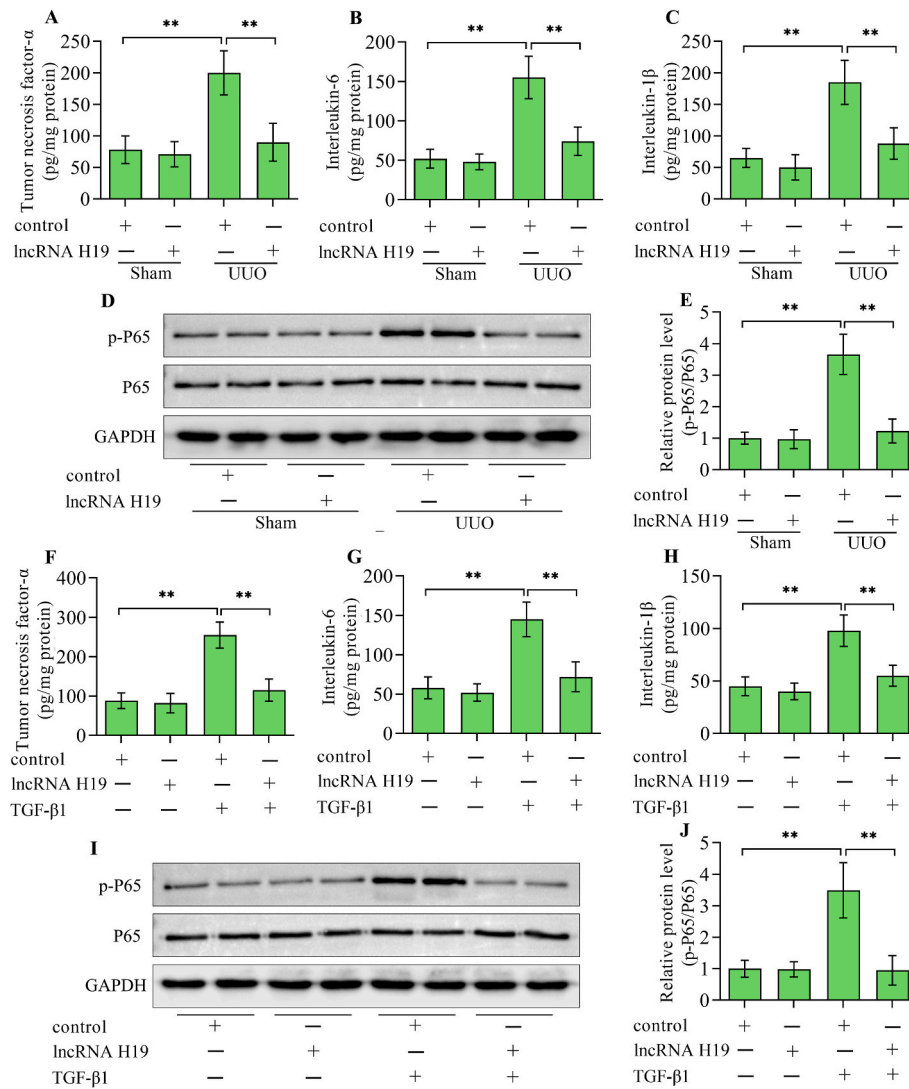 A
** **
Tumor necrosis factor-α
(pg/mg protein)
250
200
150
100
50
0
control + — + —
lncRNA H19 — + — +
Sham UUO
B
** **
Interleukin-6
(pg/mg protein)
200
150
100
50
0
+ — + —
— + — +
Sham UUO
C
** **
Interleukin-1β
(pg/mg protein)
250
200
150
100
50
0
control + — + —
lncRNA H19 — + — +
Sham UUO
D
p-P65
P65
GAPDH
control + — + —
lncRNA H19 — + — +
Sham UUO
E
** **
Relative protein level
(p-P65/P65)
5
4
3
2
1
0
control + — + —
lncRNA H19 — + — +
Sham UUO
F
** **
Tumor necrosis factor-α
(pg/mg protein)
400
300
200
100
0
control + — + —
lncRNA H19 — + — +
TGF-β1 — — + +
G
** **
Interleukin-6
(pg/mg protein)
200
150
100
50
0
control + — + —
lncRNA H19 — + — +
TGF-β1 — — + +
H
** **
Interleukin-1β
(pg/mg protein)
150
100
50
0
control + — + —
lncRNA H19 — + — +
TGF-β1 — — + +
I
p-P65
P65
GAPDH
control + — + —
lncRNA H19 — + — +
TGF-β1 — — + +
J
** **
Relative protein level
(p-P65/P65)
5
4
3
2
1
0
control + — + —
lncRNA H19 — + — +
TGF-β1 — — + +